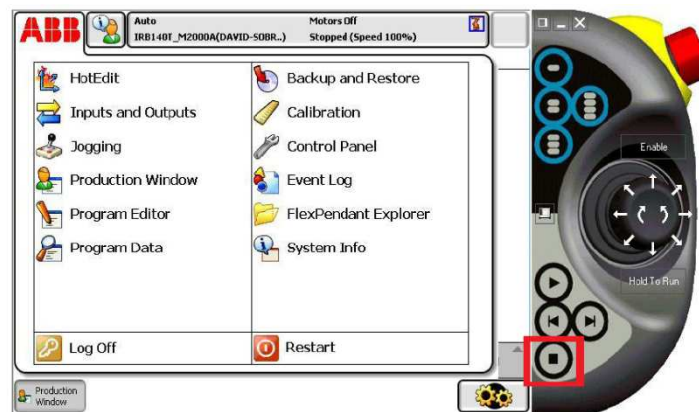 ABB
Auto
Motors Off
IRB140T_M2000A(DAVID-SOBR..)
Stopped (Speed 100%)
HotEdit
Backup and Restore
Inputs and Outputs
Calibration
Jogging
Control Panel
Production Window
Event Log
Program Editor
FlexPendant Explorer
Program Data
System Info
Log Off
Restart
Production
Window
Enable
Hold To Run